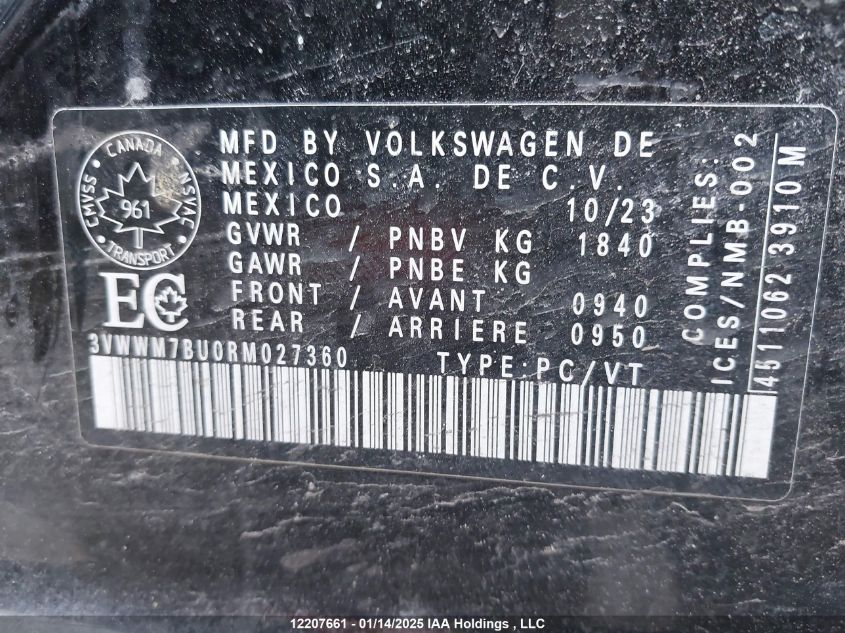 CANADA
CMVSS · NSVAC
961
TRANSPORT
EC
MFD BY VOLKSWAGEN DE
MEXICO S.A. DE C.V.
MEXICO 10/23
GVWR / PNBV KG 1840
GAWR / PNBE KG
FRONT / AVANT 0940
REAR / ARRIERE 0950
3VWWM7BU0RM027360 TYPE:PC/VT
COMPLIES:
ICES/NMB-002
4511062 3910 M
12207661 - 01/14/2025 IAA Holdings , LLC